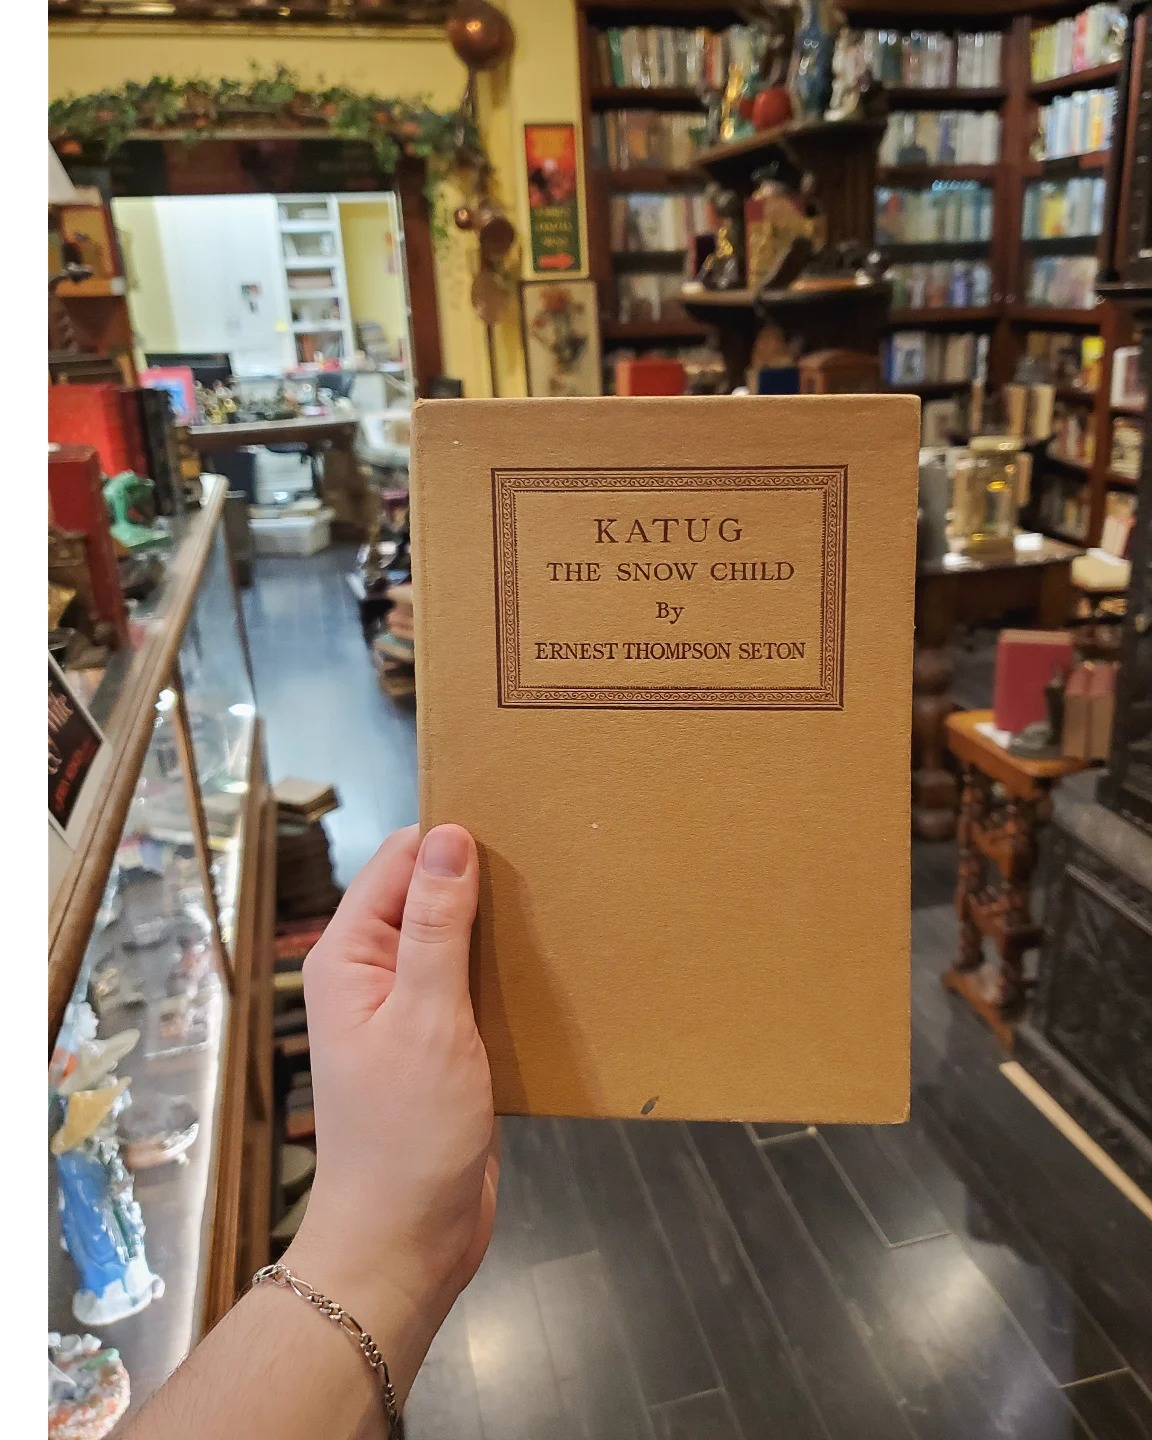 KATUG
THE SNOW CHILD
By
ERNEST THOMPSON SETON